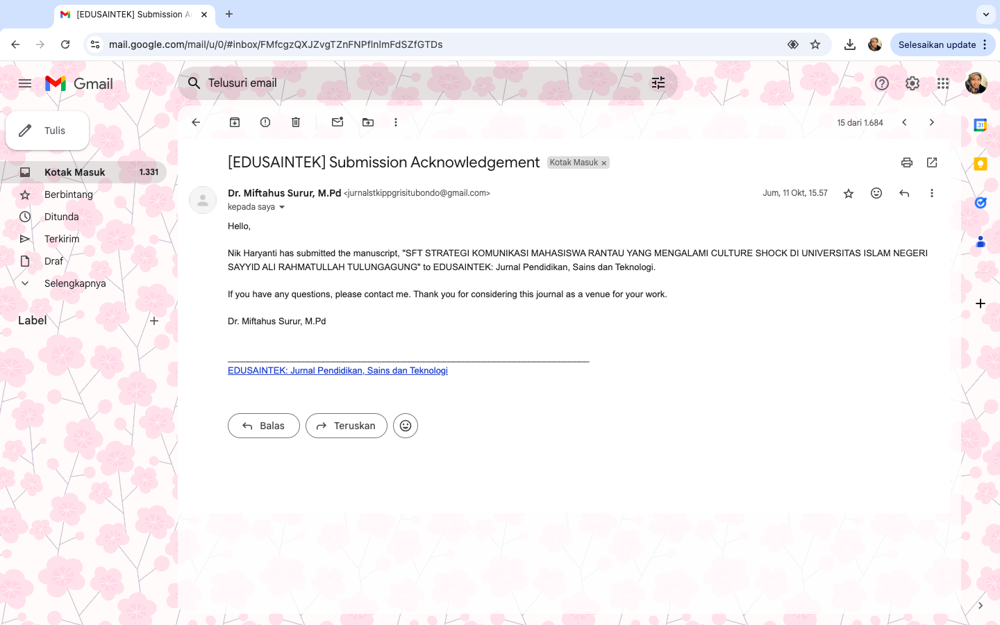 [EDUSAINTEK] Submission A
mail.google.com/mail/u/0/#inbox/FMfcgzQXJZvgTZnFNPflnlmFdSZfGTDs
Selesaikan update
Gmail
Telusuri email
Tulis
15 dari 1.684
31
Kotak Masuk 1.331
Berbintang
Ditunda
Terkirim
Draf
Selengkapnya
Label
[EDUSAINTEK] Submission Acknowledgement Kotak Masuk ×
Dr. Miftahus Surur, M.Pd <jurnalstkippgrisitubondo@gmail.com> Jum, 11 Okt, 15.57
kepada saya
Hello,
Nik Haryanti has submitted the manuscript, "SFT STRATEGI KOMUNIKASI MAHASISWA RANTAU YANG MENGALAMI CULTURE SHOCK DI UNIVERSITAS ISLAM NEGERI
SAYYID ALI RAHMATULLAH TULUNGAGUNG" to EDUSAINTEK: Jurnal Pendidikan, Sains dan Teknologi.
If you have any questions, please contact me. Thank you for considering this journal as a venue for your work.
Dr. Miftahus Surur, M.Pd
EDUSAINTEK: Jurnal Pendidikan, Sains dan Teknologi
Balas
Teruskan